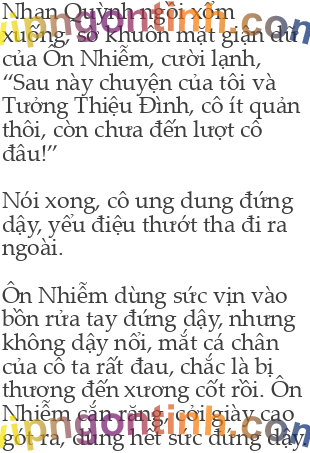 Nhan Quỳnh ngồi xổm
xuống, sờ khuôn mặt giận dữ
của Ôn Nhiễm, cười lạnh,
“Sau này chuyện của tôi và
Tưởng Thiệu Đình, cô ít quản
thôi, còn chưa đến lượt cô
đâu!”
Nói xong, cô ung dung đứng
dậy, yểu điệu thướt tha đi ra
ngoài.
Ôn Nhiễm dùng sức vịn vào
bồn rửa tay đứng dậy, nhưng
không dậy nổi, mắt cá chân
của cô ta rất đau, chắc là bị
thương đến xương cốt rồi. Ôn
Nhiễm cắn răng, cởi giày cao
gót ra, dùng hết sức đứng dậy,